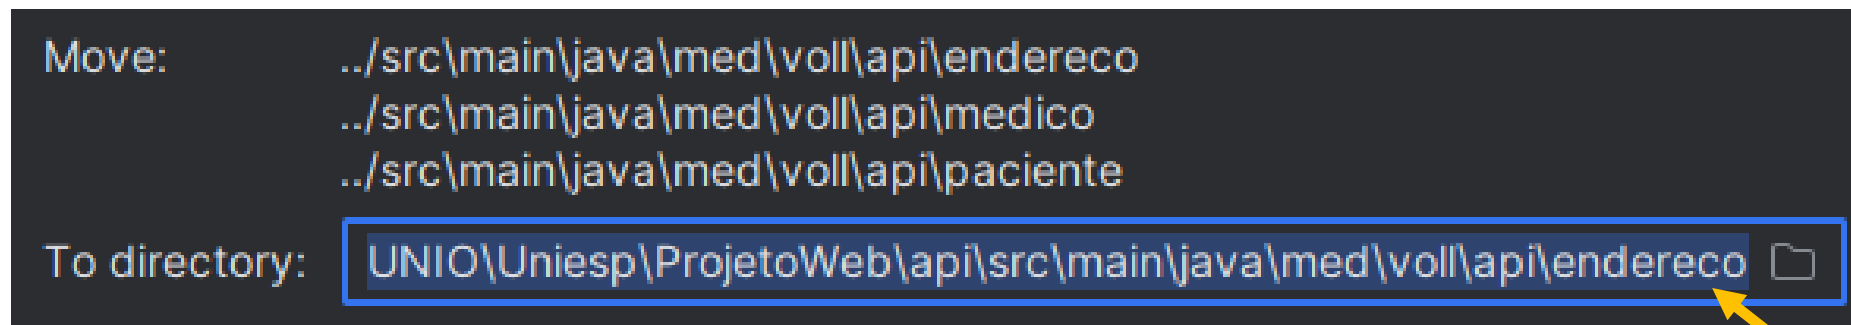 Move: ../src\main\java\med\voll\api\endereco
../src\main\java\med\voll\api\medico
../src\main\java\med\voll\api\paciente
To directory: UNIO\Uniesp\ProjetoWeb\api\src\main\java\med\voll\api\endereco